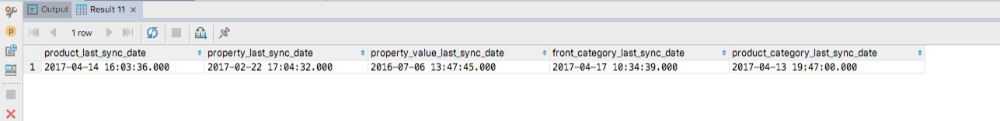 Output Result 11
P
1 row
product_last_sync_date property_last_sync_date property_value_last_sync_date front_category_last_sync_date product_category_last_sync_date
1 2017-04-14 16:03:36.000 2017-02-22 17:04:32.000 2016-07-06 13:47:45.000 2017-04-17 10:34:39.000 2017-04-13 19:47:00.000